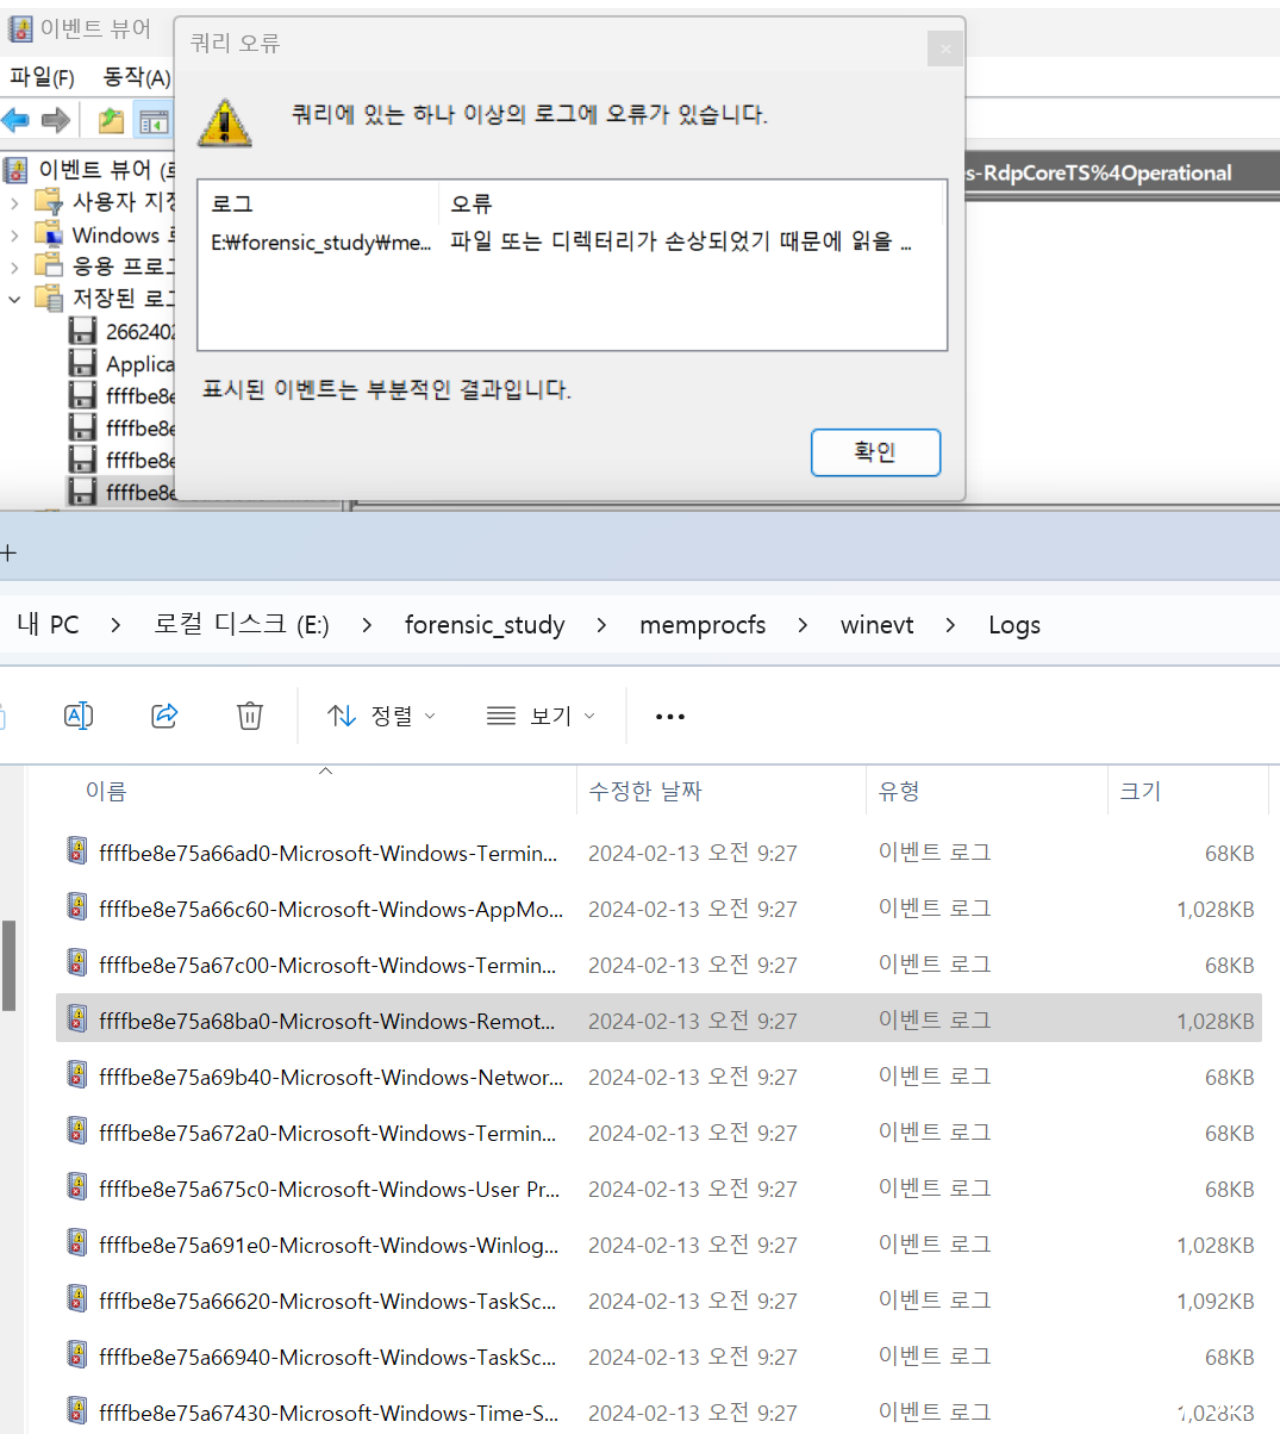 이벤트 뷰어
쿼리 오류
파일(F) 동작(A)
쿼리에 있는 하나 이상의 로그에 오류가 있습니다.
이벤트 뷰어
s-RdpCoreTS%4Operational
사용자 지정
로그 오류
Windows
E:₩forensic_study₩me... 파일 또는 디렉터리가 손상되었기 때문에 읽을 ...
응용 프로그
저장된 로그
266240
Applica
ffffbe8e
표시된 이벤트는 부분적인 결과입니다.
ffffbe8e
ffffbe8e
확인
ffffbe8e
+
내 PC > 로컬 디스크 (E:) > forensic_study > memprocfs > winevt > Logs
정렬 보기 ...
이름 수정한 날짜 유형 크기
ffffbe8e75a66ad0-Microsoft-Windows-Termin... 2024-02-13 오전 9:27 이벤트 로그 68KB
ffffbe8e75a66c60-Microsoft-Windows-AppMo... 2024-02-13 오전 9:27 이벤트 로그 1,028KB
ffffbe8e75a67c00-Microsoft-Windows-Termin... 2024-02-13 오전 9:27 이벤트 로그 68KB
ffffbe8e75a68ba0-Microsoft-Windows-Remot... 2024-02-13 오전 9:27 이벤트 로그 1,028KB
ffffbe8e75a69b40-Microsoft-Windows-Networ... 2024-02-13 오전 9:27 이벤트 로그 68KB
ffffbe8e75a672a0-Microsoft-Windows-Termin... 2024-02-13 오전 9:27 이벤트 로그 68KB
ffffbe8e75a675c0-Microsoft-Windows-User Pr... 2024-02-13 오전 9:27 이벤트 로그 68KB
ffffbe8e75a691e0-Microsoft-Windows-Winlog... 2024-02-13 오전 9:27 이벤트 로그 1,028KB
ffffbe8e75a66620-Microsoft-Windows-TaskSc... 2024-02-13 오전 9:27 이벤트 로그 1,092KB
ffffbe8e75a66940-Microsoft-Windows-TaskSc... 2024-02-13 오전 9:27 이벤트 로그 68KB
ffffbe8e75a67430-Microsoft-Windows-Time-S... 2024-02-13 오전 9:27 이벤트 로그 1,028KB